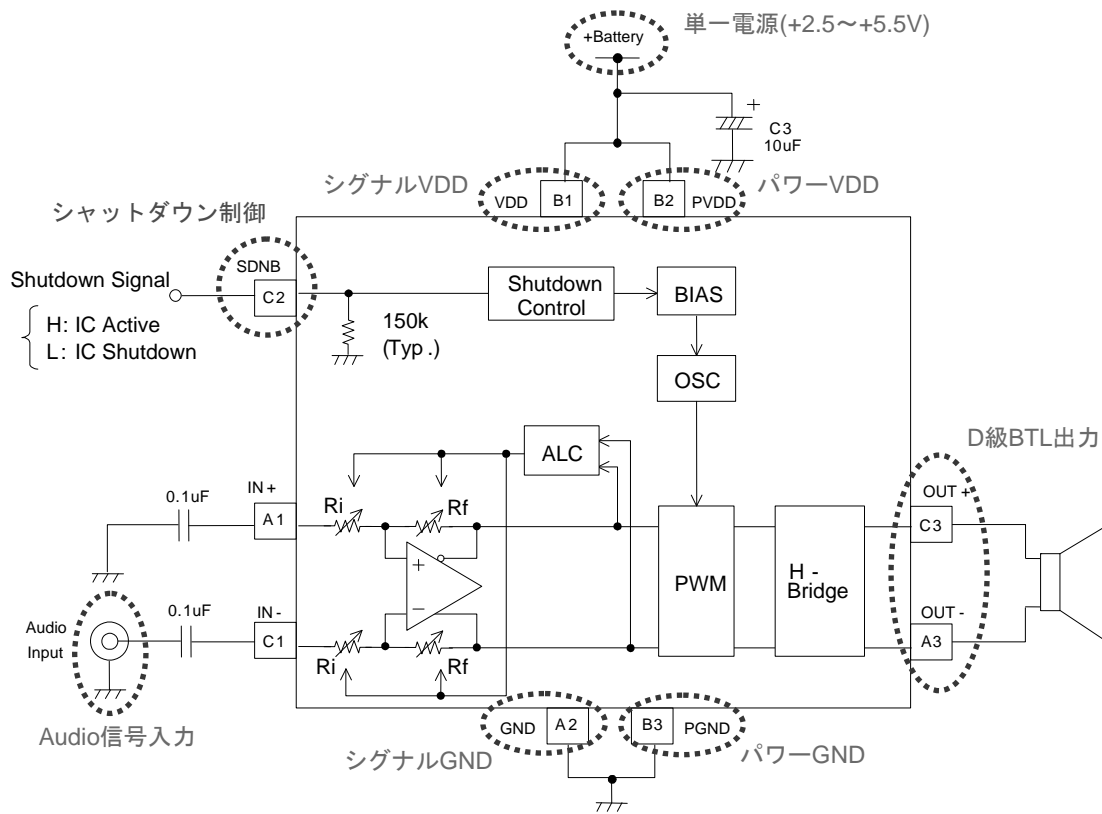 単一電源(+2.5～+5.5V)
+Battery
+
C3
10uF
シグナルVDD
パワーVDD
VDD
B1
B2
PVDD
シャットダウン制御
SDNB
Shutdown Signal
C2
H: IC Active
L: IC Shutdown
150k
(Typ.)
Shutdown
Control
BIAS
OSC
ALC
D級BTL出力
0.1uF
IN +
A1
Ri
Rf
OUT +
C3
+
−
PWM
H -
Bridge
Audio
Input
0.1uF
IN -
C1
Ri
Rf
OUT -
A3
Audio信号入力
GND
A2
B3
PGND
シグナルGND
パワーGND